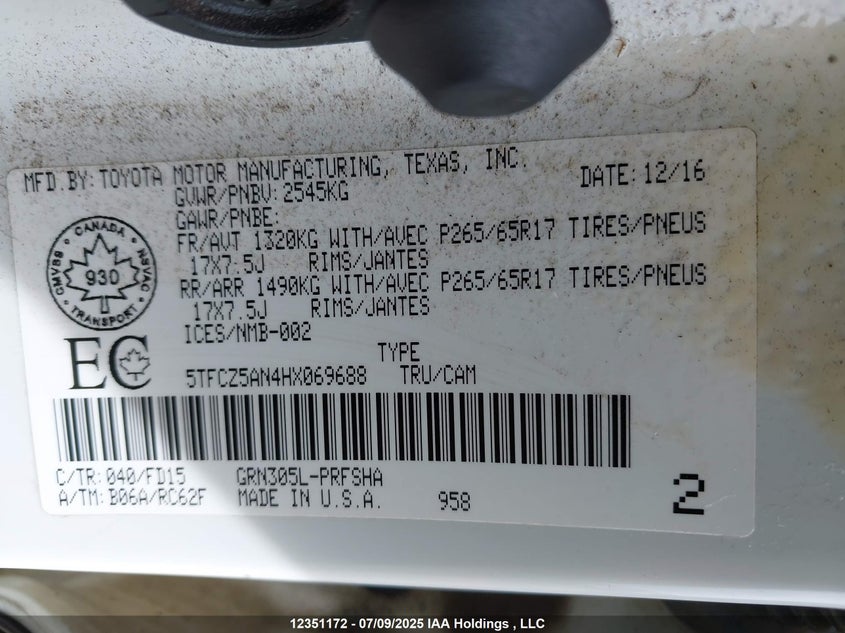 MFD.BY:TOYOTA MOTOR MANUFACTURING, TEXAS, INC. DATE:12/16
GVWR/PNBV:2545KG
GAWR/PNBE:
FR/AVT 1320KG WITH/AVEC P265/65R17 TIRES/PNEUS
17X7.5J RIMS/JANTES
RR/ARR 1490KG WITH/AVEC P265/65R17 TIRES/PNEUS
17X7.5J RIMS/JANTES
ICES/NMB-002
CANADA
CMVSS
NSVAC
930
TRANSPORT
EC
TYPE
5TFCZ5AN4HX069688 TRU/CAM
C/TR:040/FD15 GRN305L-PRFSHA
A/TM:B06A/RC62F MADE IN U.S.A. 958 2
12351172 - 07/09/2025 IAA Holdings , LLC